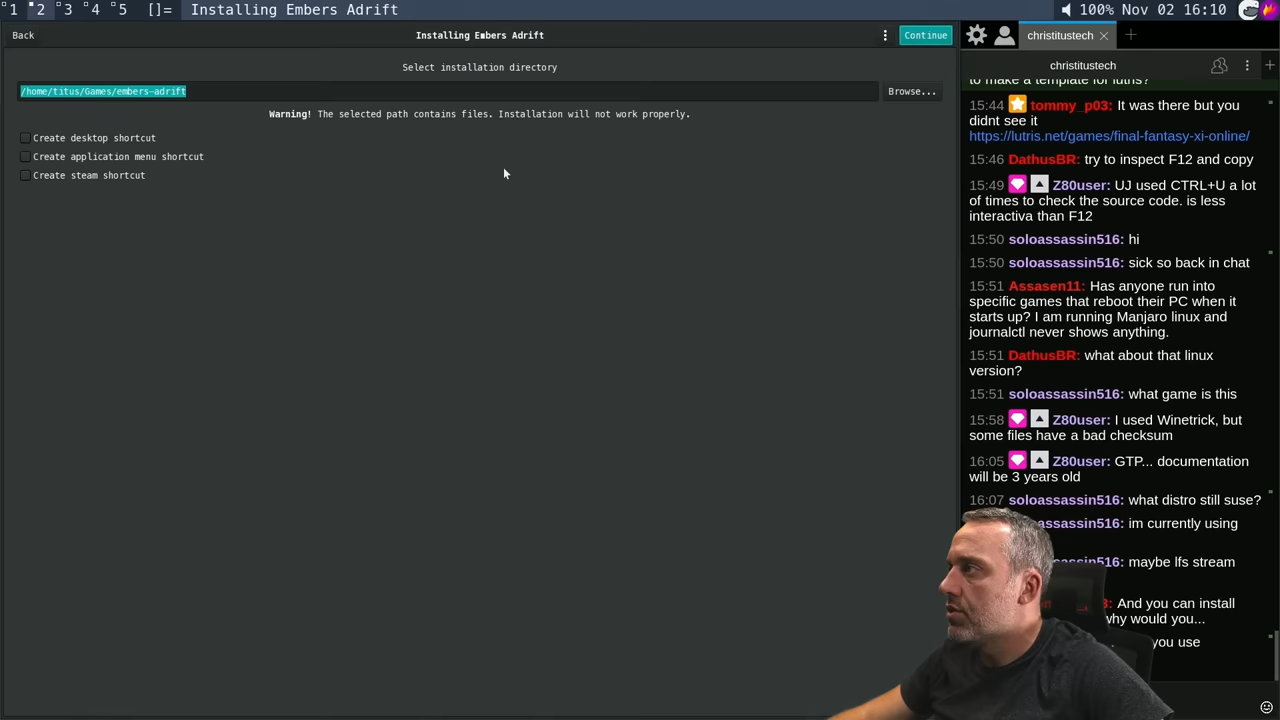 1 2 3 4 5 []= Installing Embers Adrift 100% Nov 02 16:10
Back Installing Embers Adrift Continue
Select installation directory
/home/titus/Games/embers-adrift Browse...
Warning! The selected path contains files. Installation will not work properly.
Create desktop shortcut
Create application menu shortcut
Create steam shortcut
christitustech
christitustech
to make a template for lutris?
15:44 tommy_p03: It was there but you
didnt see it
https://lutris.net/games/final-fantasy-xi-online/
15:46 DathusBR: try to inspect F12 and copy
15:49 Z80user: UJ used CTRL+U a lot
of times to check the source code. is less
interactiva than F12
15:50 soloassassin516: hi
15:50 soloassassin516: sick so back in chat
15:51 Assasen11: Has anyone run into
specific games that reboot their PC when it
starts up? I am running Manjaro linux and
journalctl never shows anything.
15:51 DathusBR: what about that linux
version?
15:51 soloassassin516: what game is this
15:58 Z80user: I used Winetrick, but
some files have a bad checksum
16:05 Z80user: GTP... documentation
will be 3 years old
16:07 soloassassin516: what distro still suse?
assassin516: im currently using
assin516: maybe lfs stream
3: And you can install
why would you...
you use